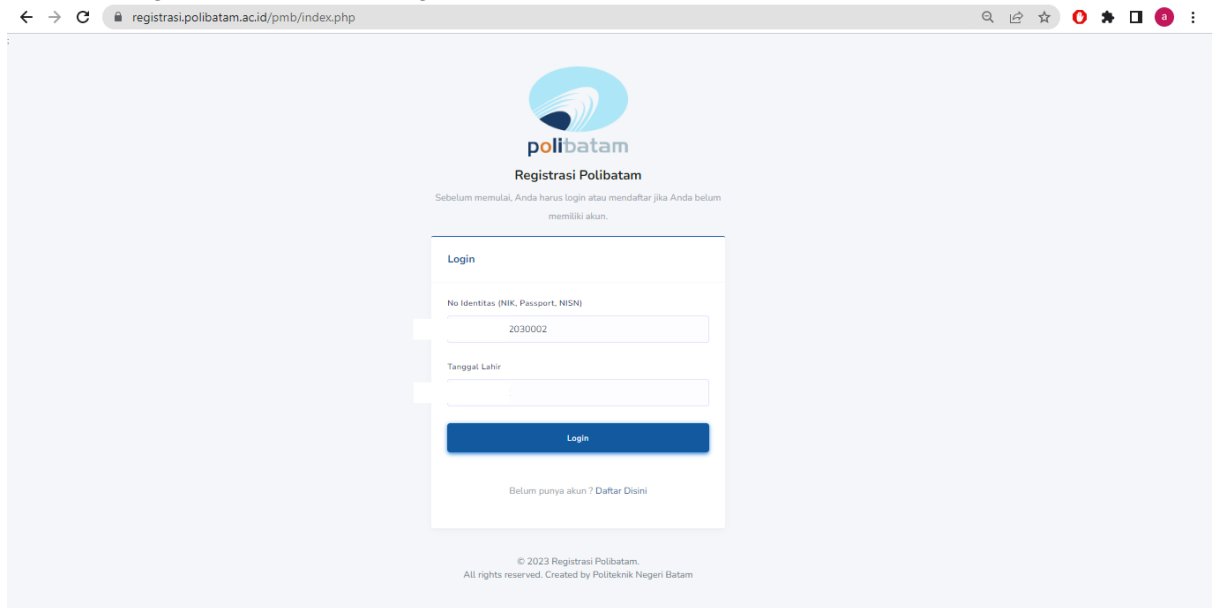 registrasi.polibatam.ac.id/pmb/index.php
a
polibatam
Registrasi Polibatam
Sebelum memulai, Anda harus login atau mendaftar jika Anda belum
memiliki akun.
Login
No Identitas (NIK, Passport, NISN)
2030002
Tanggal Lahir
Login
Belum punya akun ? Daftar Disini
© 2023 Registrasi Polibatam.
All rights reserved. Created by Politeknik Negeri Batam